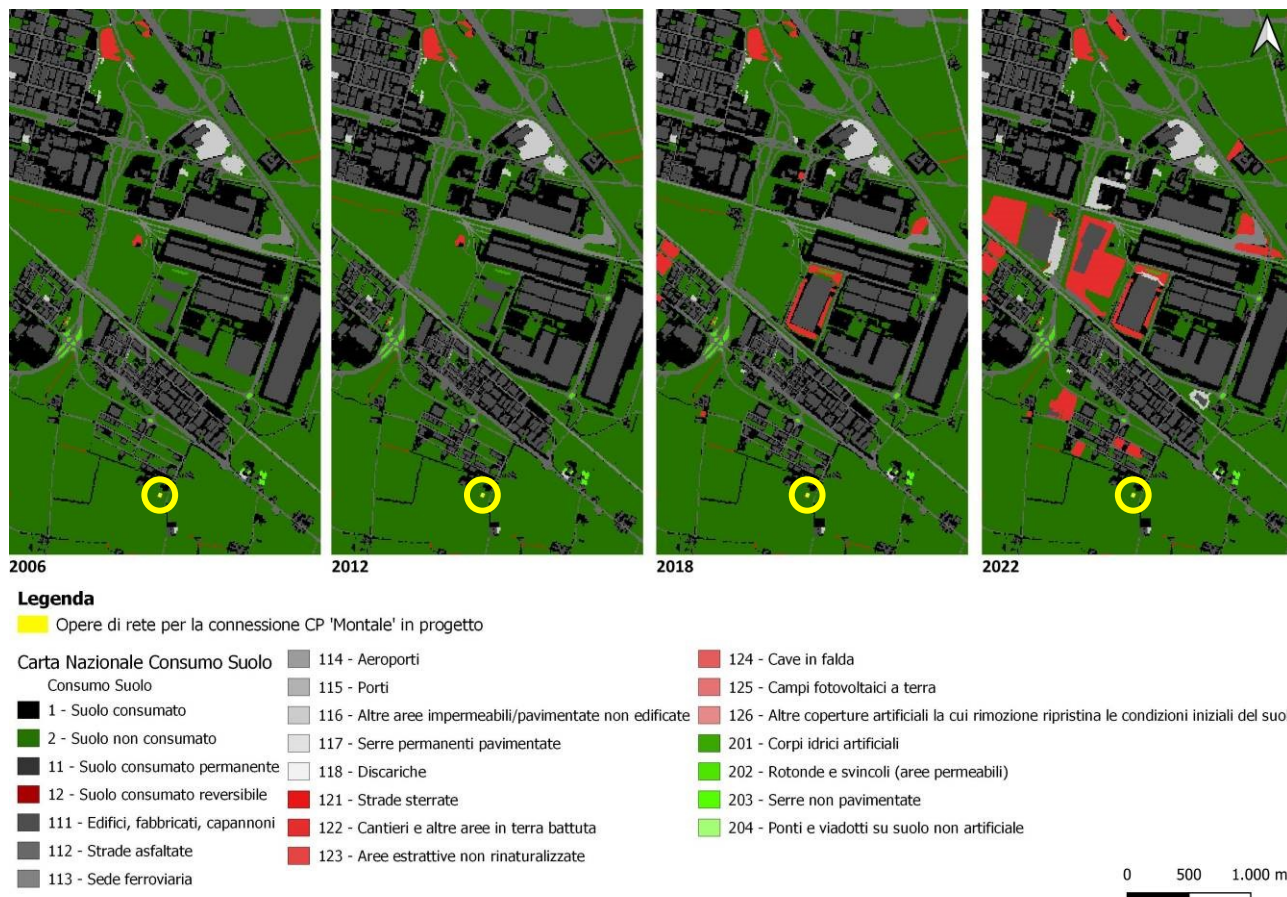 2006
2012
2018
2022
Legenda
Opere di rete per la connessione CP 'Montale' in progetto
Carta Nazionale Consumo Suolo
Consumo Suolo
1 - Suolo consumato
2 - Suolo non consumato
11 - Suolo consumato permanente
12 - Suolo consumato reversibile
111 - Edifici, fabbricati, capannoni
112 - Strade asfaltate
113 - Sede ferroviaria
114 - Aeroporti
115 - Porti
116 - Altre aree impermeabili/pavimentate non edificate
117 - Serre permanenti pavimentate
118 - Discariche
121 - Strade sterrate
122 - Cantieri e altre aree in terra battuta
123 - Aree estrattive non rinaturalizzate
124 - Cave in falda
125 - Campi fotovoltaici a terra
126 - Altre coperture artificiali la cui rimozione ripristina le condizioni iniziali del suol
201 - Corpi idrici artificiali
202 - Rotonde e svincoli (aree permeabili)
203 - Serre non pavimentate
204 - Ponti e viadotti su suolo non artificiale
0 500 1.000 m